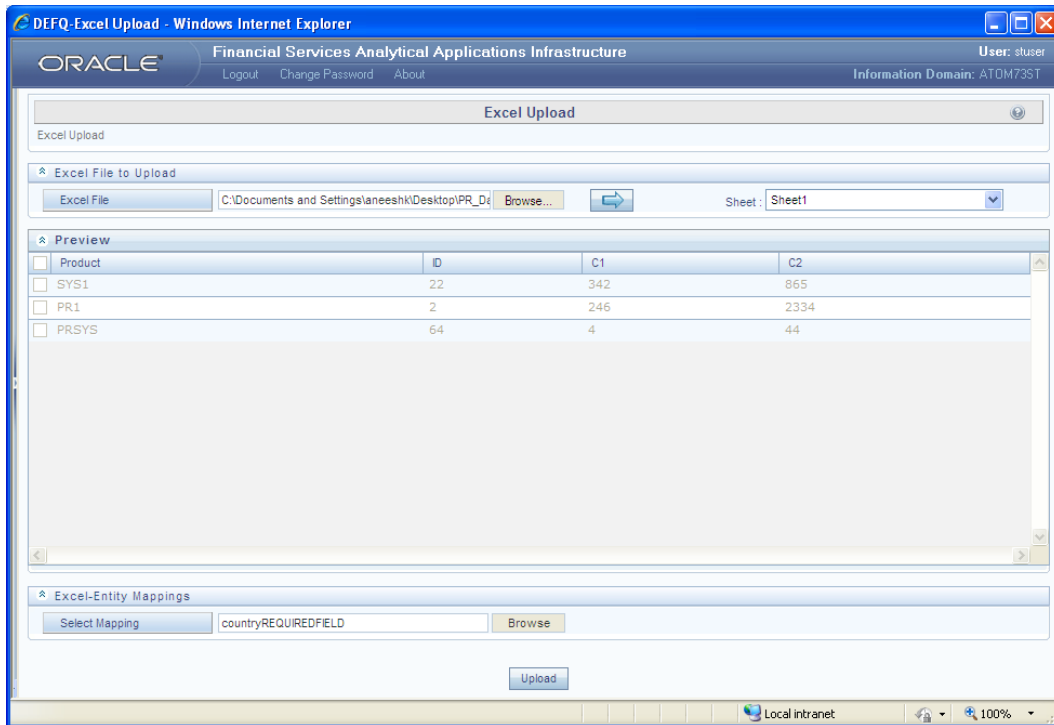 DEFQ-Excel Upload - Windows Internet Explorer
ORACLE Financial Services Analytical Applications Infrastructure User: stuser
Logout Change Password About Information Domain: ATOM73ST
Excel Upload
Excel Upload
Excel File to Upload
Excel File C:\Documents and Settings\aneeshk\Desktop\PR_Da Browse... Sheet : Sheet1
Preview
Product ID C1 C2
SYS1 22 342 865
PR1 2 246 2334
PRSYS 64 4 44
Excel-Entity Mappings
Select Mapping countryREQUIREDFIELD Browse
Upload
Local intranet 100%